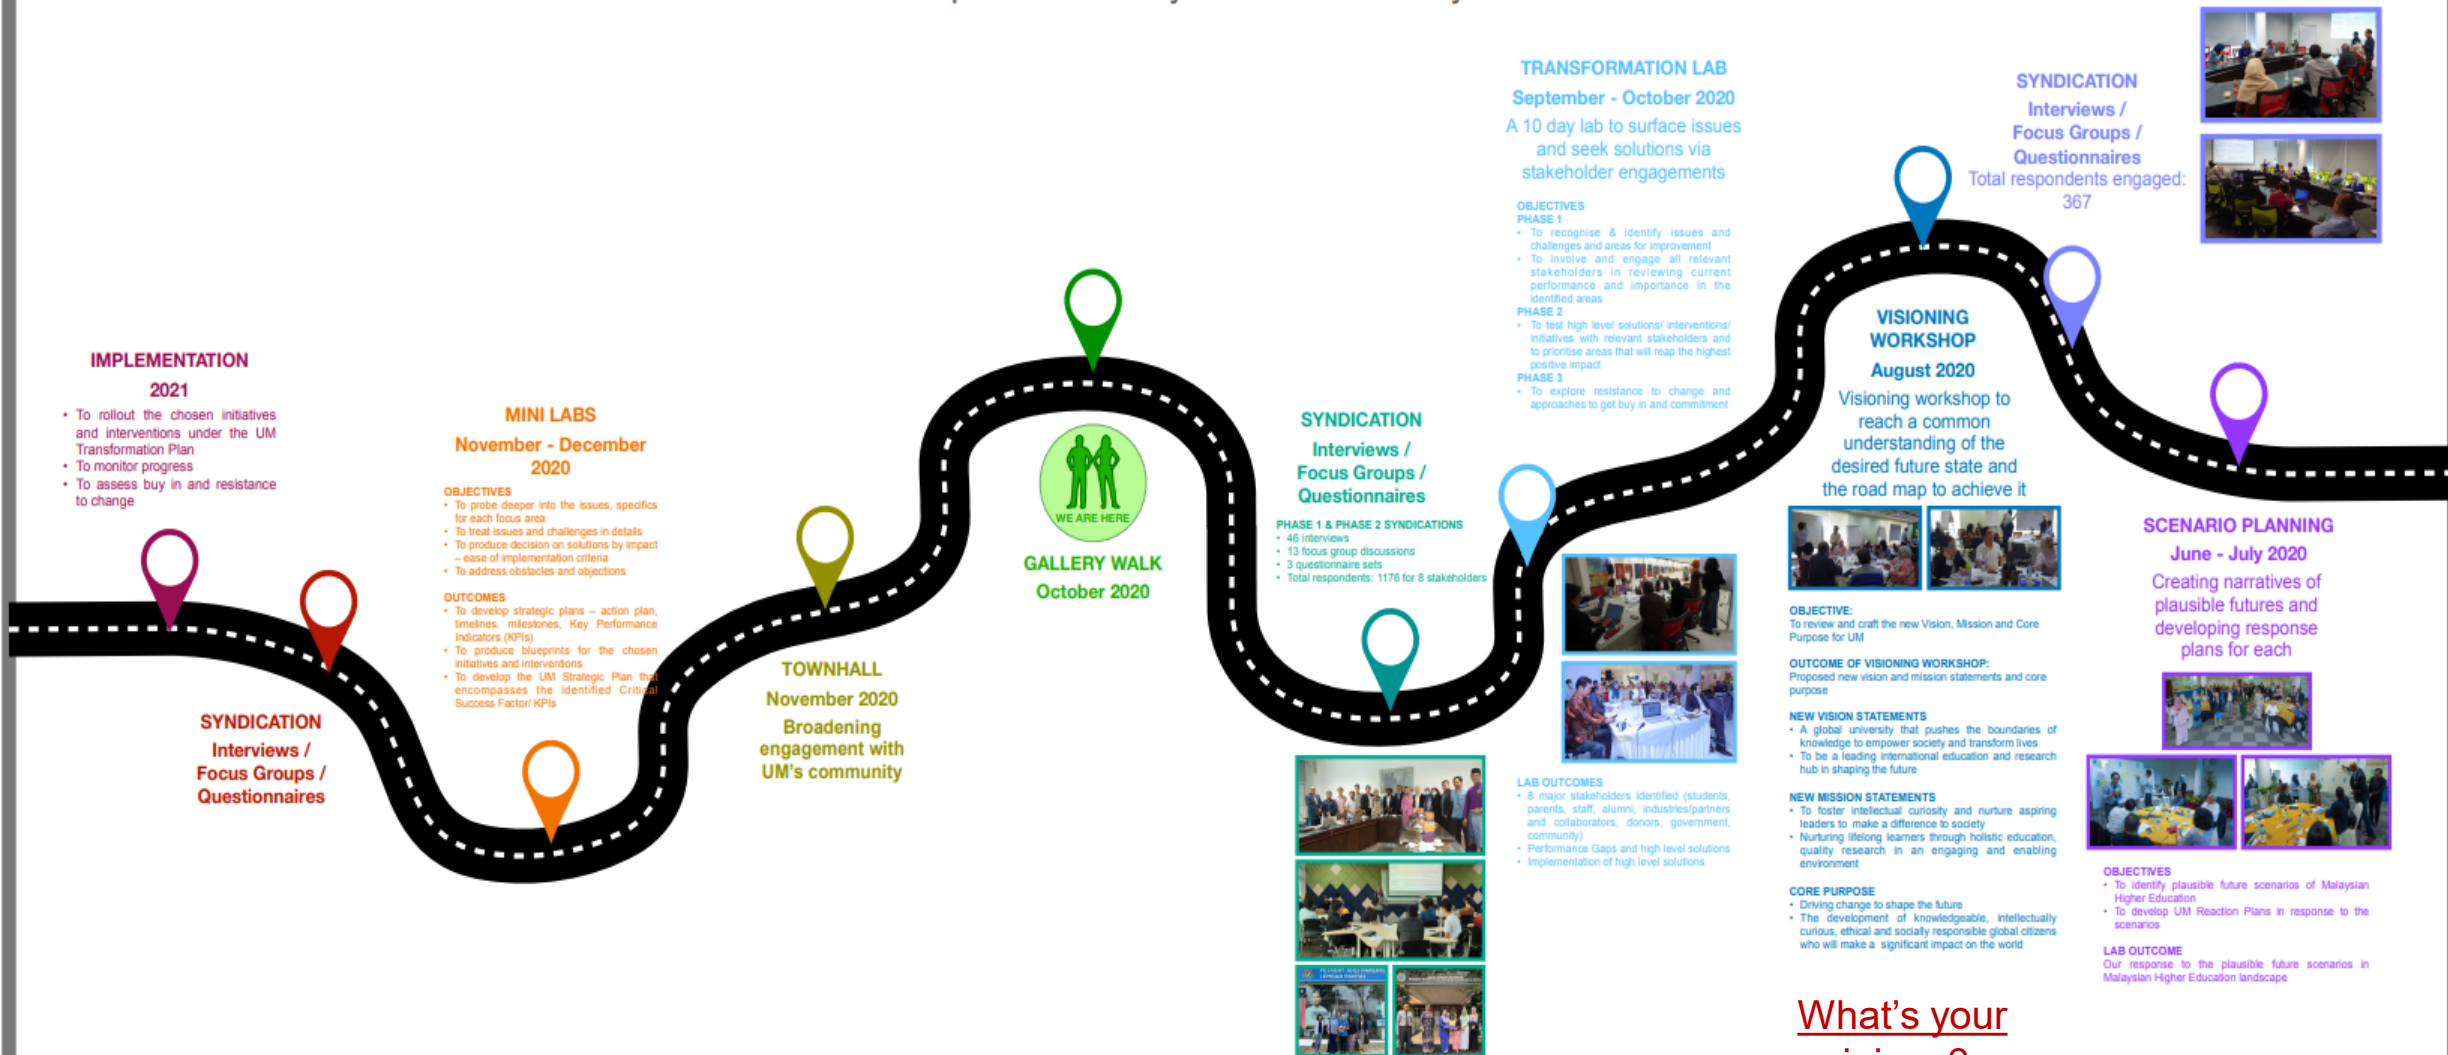 TRANSFORMATION LAB
September - October 2020
A 10 day lab to surface issues
and seek solutions via
stakeholder engagements
OBJECTIVES
PHASE 1
• To recognise & identify issues and
challenges and areas for improvement
• To involve and engage all relevant
stakeholders in reviewing current
performance and importance in the
identified areas
PHASE 2
• To test high level solutions/ interventions/
initiatives with relevant stakeholders and
to prioritise areas that will reap the highest
positive impact
PHASE 3
• To explore resistance to change and
approaches to get buy in and commitment
SYNDICATION
Interviews /
Focus Groups /
Questionnaires
Total respondents engaged:
367
IMPLEMENTATION
2021
• To rollout the chosen initiatives
and interventions under the UM
Transformation Plan
• To monitor progress
• To assess buy in and resistance
to change
MINI LABS
November - December
2020
OBJECTIVES
• To probe deeper into the issues, specifics
for each focus area
• To treat issues and challenges in details
• To produce decision on solutions by impact
– ease of implementation criteria
• To address obstacles and objections
OUTCOMES
• To develop strategic plans – action plan,
timelines, milestones, Key Performance
Indicators (KPIs)
• To produce blueprints for the chosen
initiatives and interventions
• To develop the UM Strategic Plan that
encompasses the identified Critical
Success Factor/ KPIs
WE ARE HERE
GALLERY WALK
October 2020
SYNDICATION
Interviews /
Focus Groups /
Questionnaires
PHASE 1 & PHASE 2 SYNDICATIONS
• 46 interviews
• 13 focus group discussions
• 3 questionnaire sets
• Total respondents: 1176 for 8 stakeholders
VISIONING
WORKSHOP
August 2020
Visioning workshop to
reach a common
understanding of the
desired future state and
the road map to achieve it
OBJECTIVE:
To review and craft the new Vision, Mission and Core
Purpose for UM
OUTCOME OF VISIONING WORKSHOP:
Proposed new vision and mission statements and core
purpose
NEW VISION STATEMENTS
• A global university that pushes the boundaries of
knowledge to empower society and transform lives
• To be a leading international education and research
hub in shaping the future
NEW MISSION STATEMENTS
• To foster intellectual curiosity and nurture aspiring
leaders to make a difference to society
• Nurturing lifelong learners through holistic education,
quality research in an engaging and enabling
environment
CORE PURPOSE
• Driving change to shape the future
• The development of knowledgeable, intellectually
curious, ethical and socially responsible global citizens
who will make a significant impact on the world
SCENARIO PLANNING
June - July 2020
Creating narratives of
plausible futures and
developing response
plans for each
OBJECTIVES
• To identify plausible future scenarios of Malaysian
Higher Education
• To develop UM Reaction Plans in response to the
scenarios
LAB OUTCOME
Our response to the plausible future scenarios in
Malaysian Higher Education landscape
SYNDICATION
Interviews /
Focus Groups /
Questionnaires
TOWNHALL
November 2020
Broadening
engagement with
UM's community
LAB OUTCOMES
• 8 major stakeholders identified (students,
parents, staff, alumni, industries/partners
and collaborators, donors, government,
community)
• Performance Gaps and high level solutions
• Implementation of high level solutions
What's your